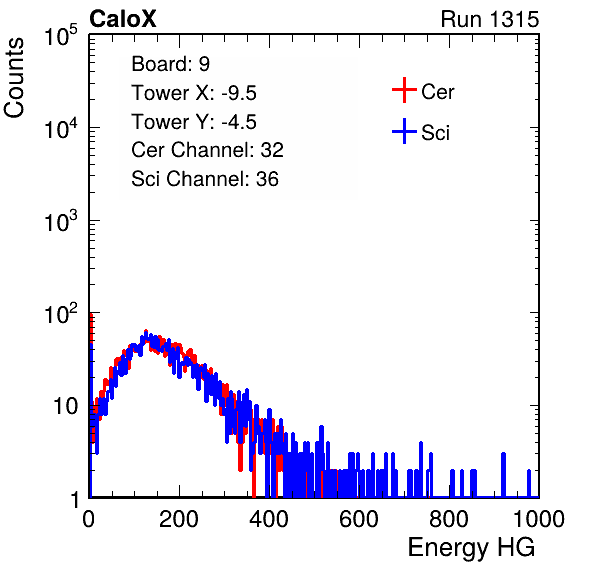 CaloX Run 1315
Counts
Board: 9
Tower X: -9.5
Tower Y: -4.5
Cer Channel: 32
Sci Channel: 36
Cer
Sci
10^5
10^4
10^3
10^2
10
1
0 200 400 600 800 1000
Energy HG